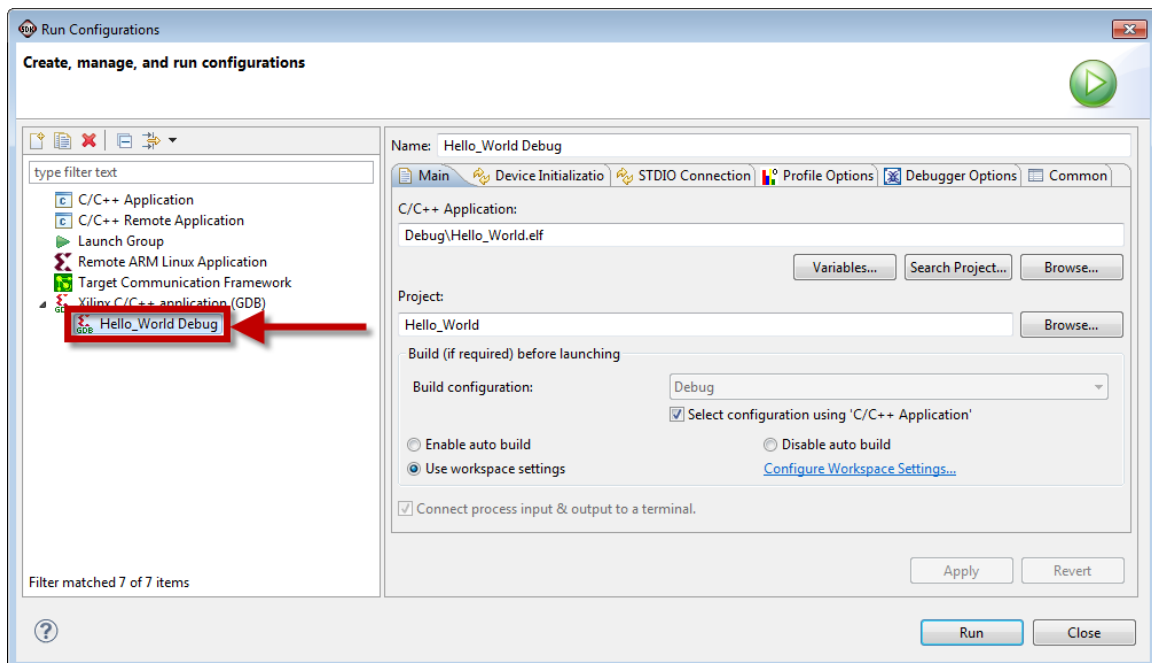 Run Configurations
Create, manage, and run configurations
type filter text
C/C++ Application
C/C++ Remote Application
Launch Group
Remote ARM Linux Application
Target Communication Framework
Xilinx C/C++ application (GDB)
Hello_World Debug
Filter matched 7 of 7 items
Name: Hello_World Debug
Main Device Initializatio STDIO Connection Profile Options Debugger Options Common
C/C++ Application:
Debug\Hello_World.elf
Variables... Search Project... Browse...
Project:
Hello_World Browse...
Build (if required) before launching
Build configuration: Debug
Select configuration using 'C/C++ Application'
Enable auto build Disable auto build
Use workspace settings Configure Workspace Settings...
Connect process input & output to a terminal.
Apply Revert
Run Close